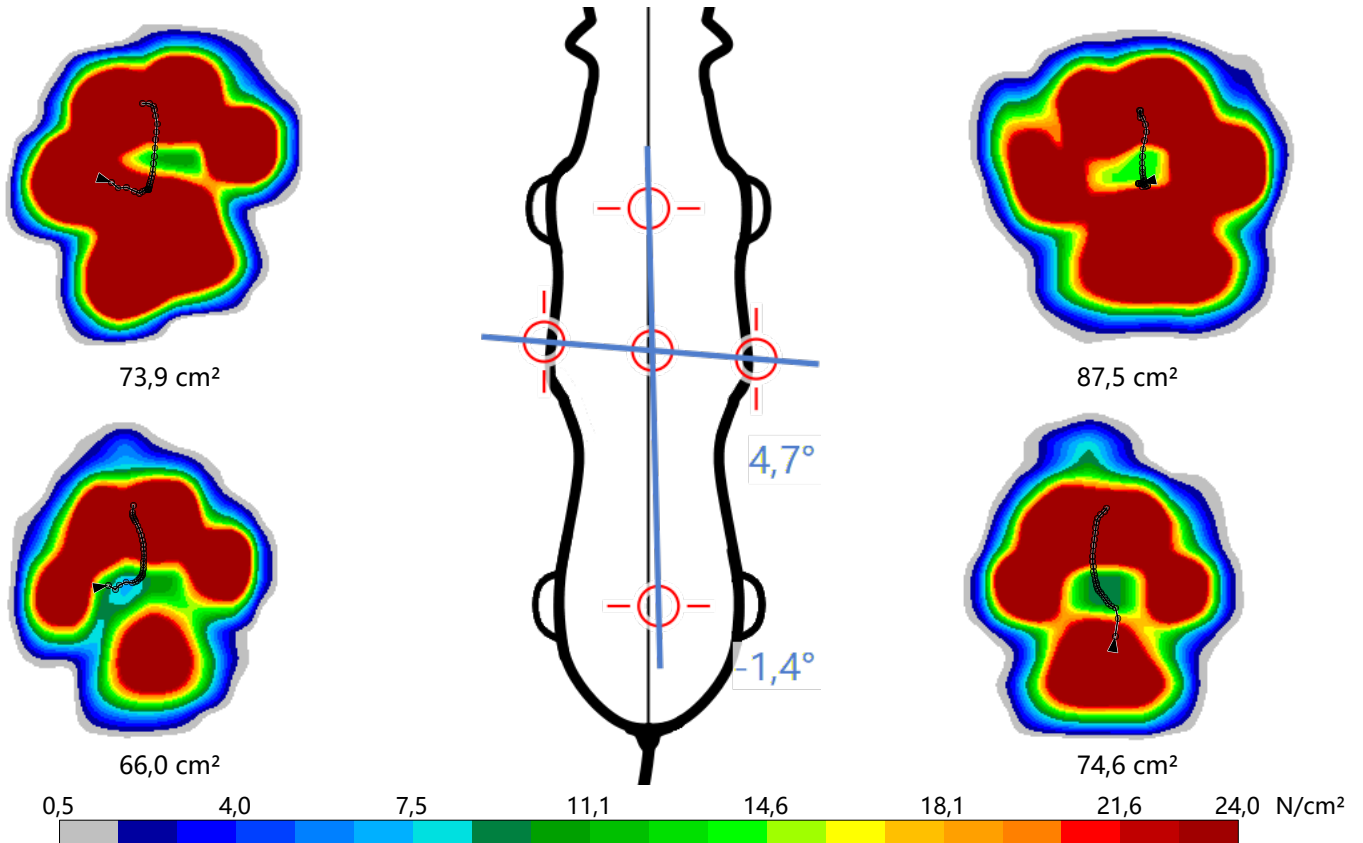 73,9 cm²
87,5 cm²
4,7°
-1,4°
66,0 cm²
74,6 cm²
0,5 4,0 7,5 11,1 14,6 18,1 21,6 24,0 N/cm²